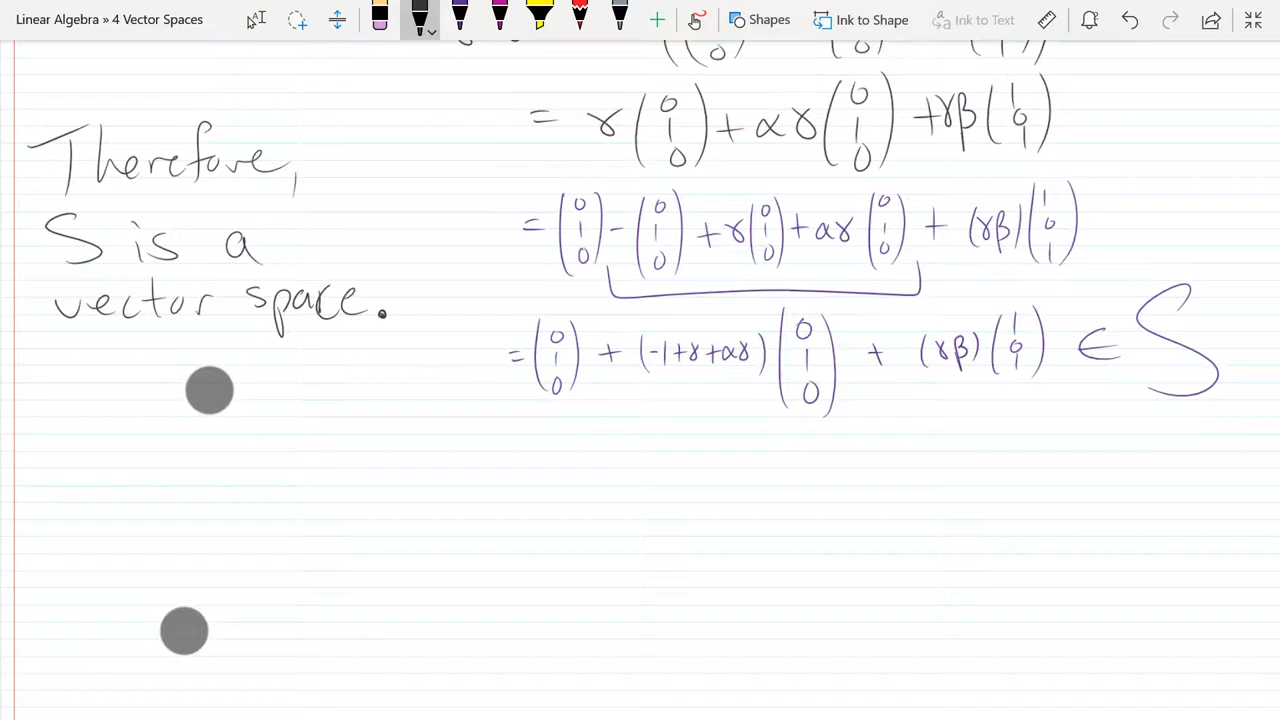 Linear Algebra » 4 Vector Spaces
Shapes
Ink to Shape
Ink to Text
= γ(0 1 0) + αγ(0 1 0) + γβ(1 0 1)
= (0 1 0) - (0 1 0) + γ(0 1 0) + αγ(0 1 0) + (γβ)(1 0 1)
= (0 1 0) + (-1+γ+αγ)(0 1 0) + (γβ)(1 0 1) ∈ S
Therefore,
S is a
vector space.